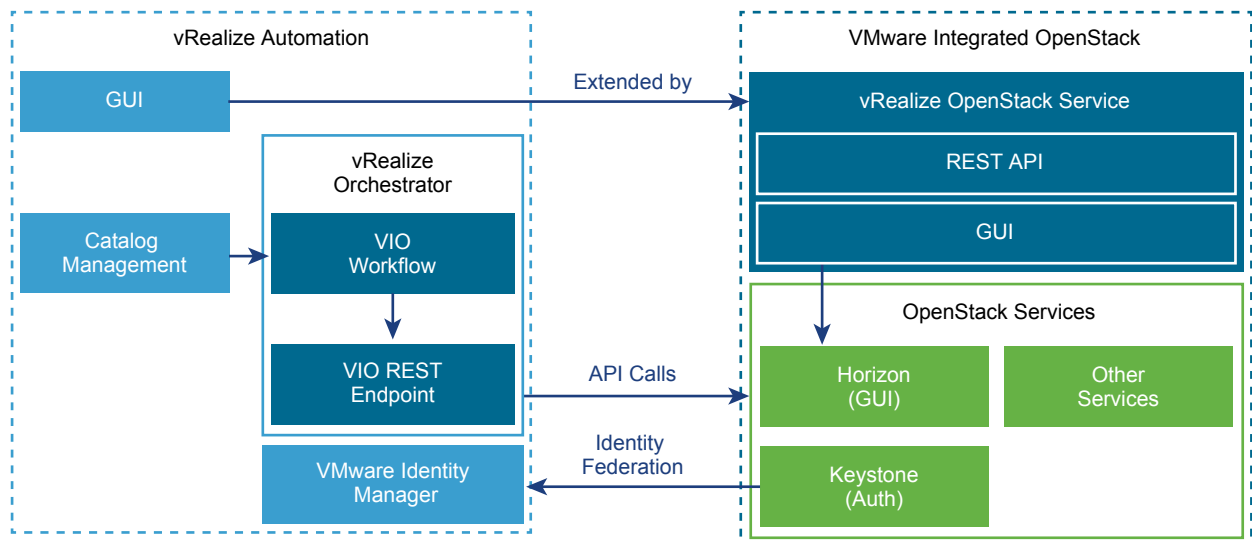 vRealize Automation
GUI
vRealize
Orchestrator
Catalog
Management
VIO
Workflow
VIO REST
Endpoint
VMware Identity
Manager
Extended by
API Calls
Identity
Federation
VMware Integrated OpenStack
vRealize OpenStack Service
REST API
GUI
OpenStack Services
Horizon
(GUI)
Other
Services
Keystone
(Auth)